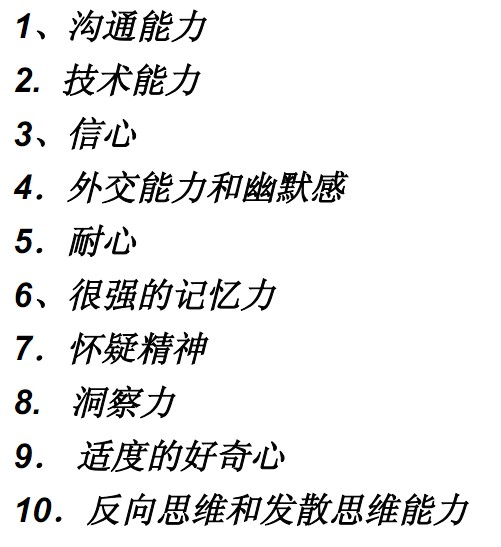 1、沟通能力
2. 技术能力
3、信心
4．外交能力和幽默感
5．耐心
6、很强的记忆力
7．怀疑精神
8. 洞察力
9． 适度的好奇心
10．反向思维和发散思维能力